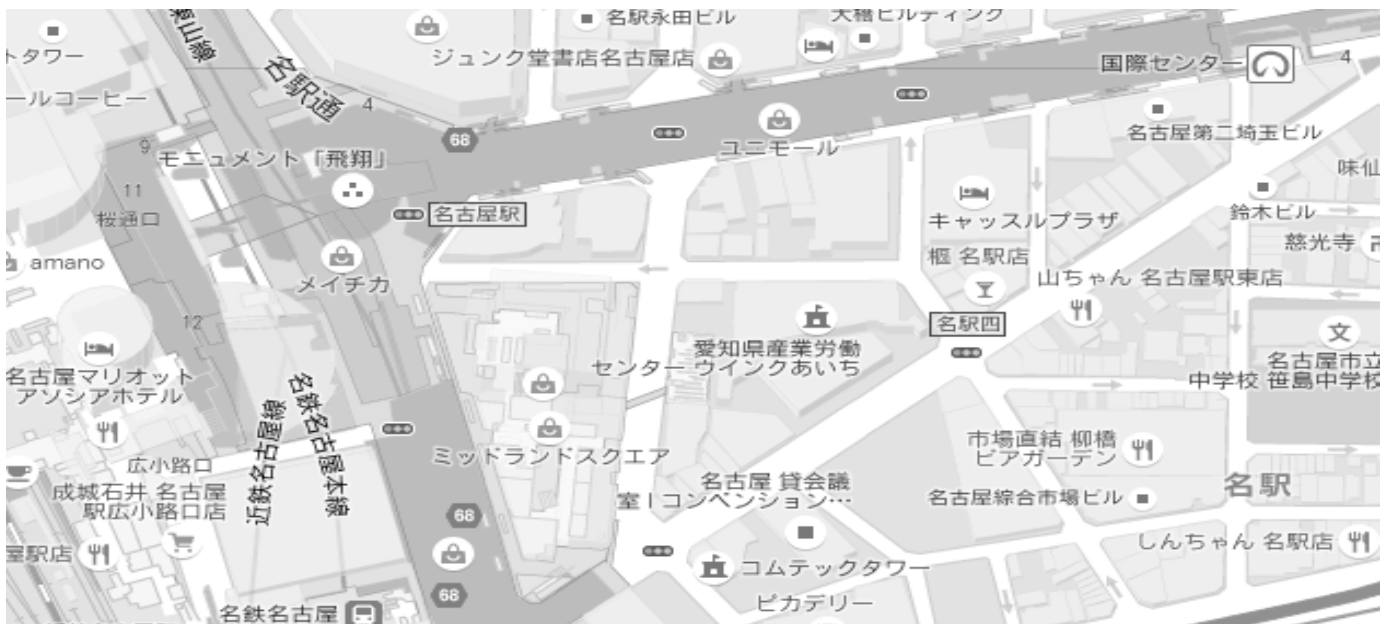 東山線
トタワー
ールコーヒー
名駅通
4
9
11
12
桜通口
モニュメント「飛翔」
68
名古屋駅
amano
メイチカ
名古屋マリオット
アソシアホテル
広小路口
成城石井 名古屋
駅広小路口店
屋駅店
近鉄名古屋線
名鉄名古屋本線
名鉄名古屋
68
68
名駅永田ビル
ジュンク堂書店名古屋店
ユニモール
国際センター
4
名古屋第二埼玉ビル
味仙
鈴木ビル
慈光寺
キャッスルプラザ
山ちゃん 名古屋駅東店
名駅四
愛知県産業労働
センター ウインクあいち
名古屋市立
中学校 笹島中学校
ミッドランドスクエア
市場直結 柳橋
ビアガーデン
名古屋 貸会議
室 | コンベンション…
名古屋綜合市場ビル
名駅
しんちゃん 名駅店
コムテックタワー
ピカデリー